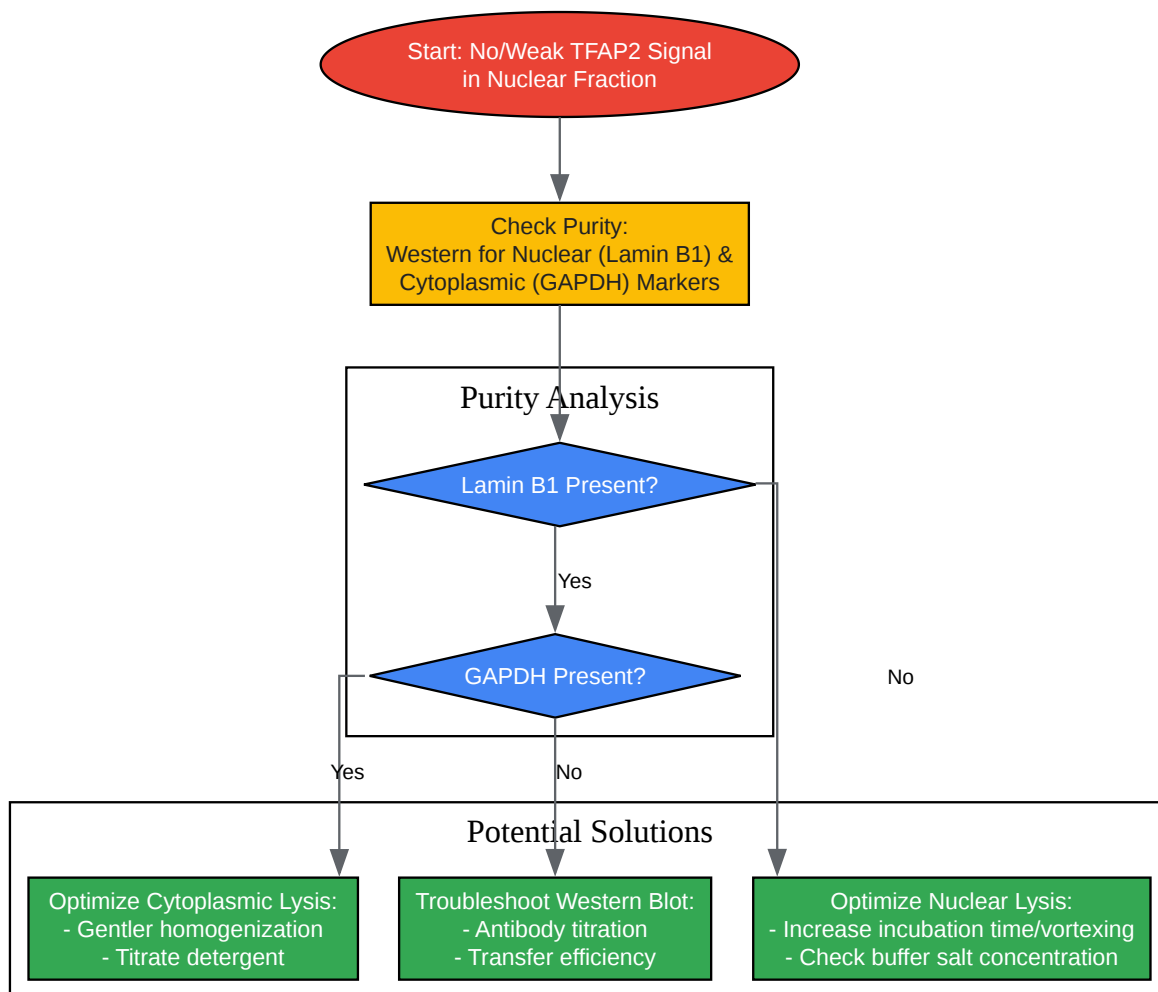 Start: No/Weak TFAP2 Signal
in Nuclear Fraction
Check Purity:
Western for Nuclear (Lamin B1) &
Cytoplasmic (GAPDH) Markers
Purity Analysis
Lamin B1 Present?
Yes
GAPDH Present?
No
Yes
No
Potential Solutions
Optimize Cytoplasmic Lysis:
- Gentler homogenization
- Titrate detergent
Troubleshoot Western Blot:
- Antibody titration
- Transfer efficiency
Optimize Nuclear Lysis:
- Increase incubation time/vortexing
- Check buffer salt concentration